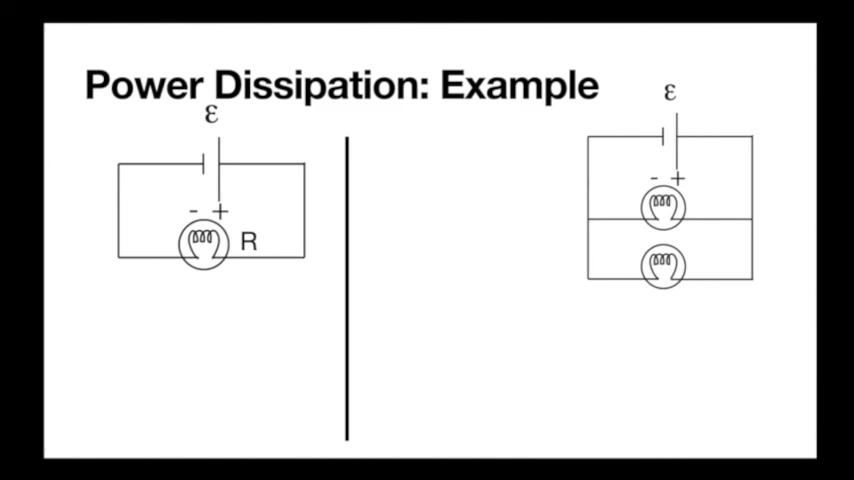 Power Dissipation: Example
ε
- +
R
ε
- +